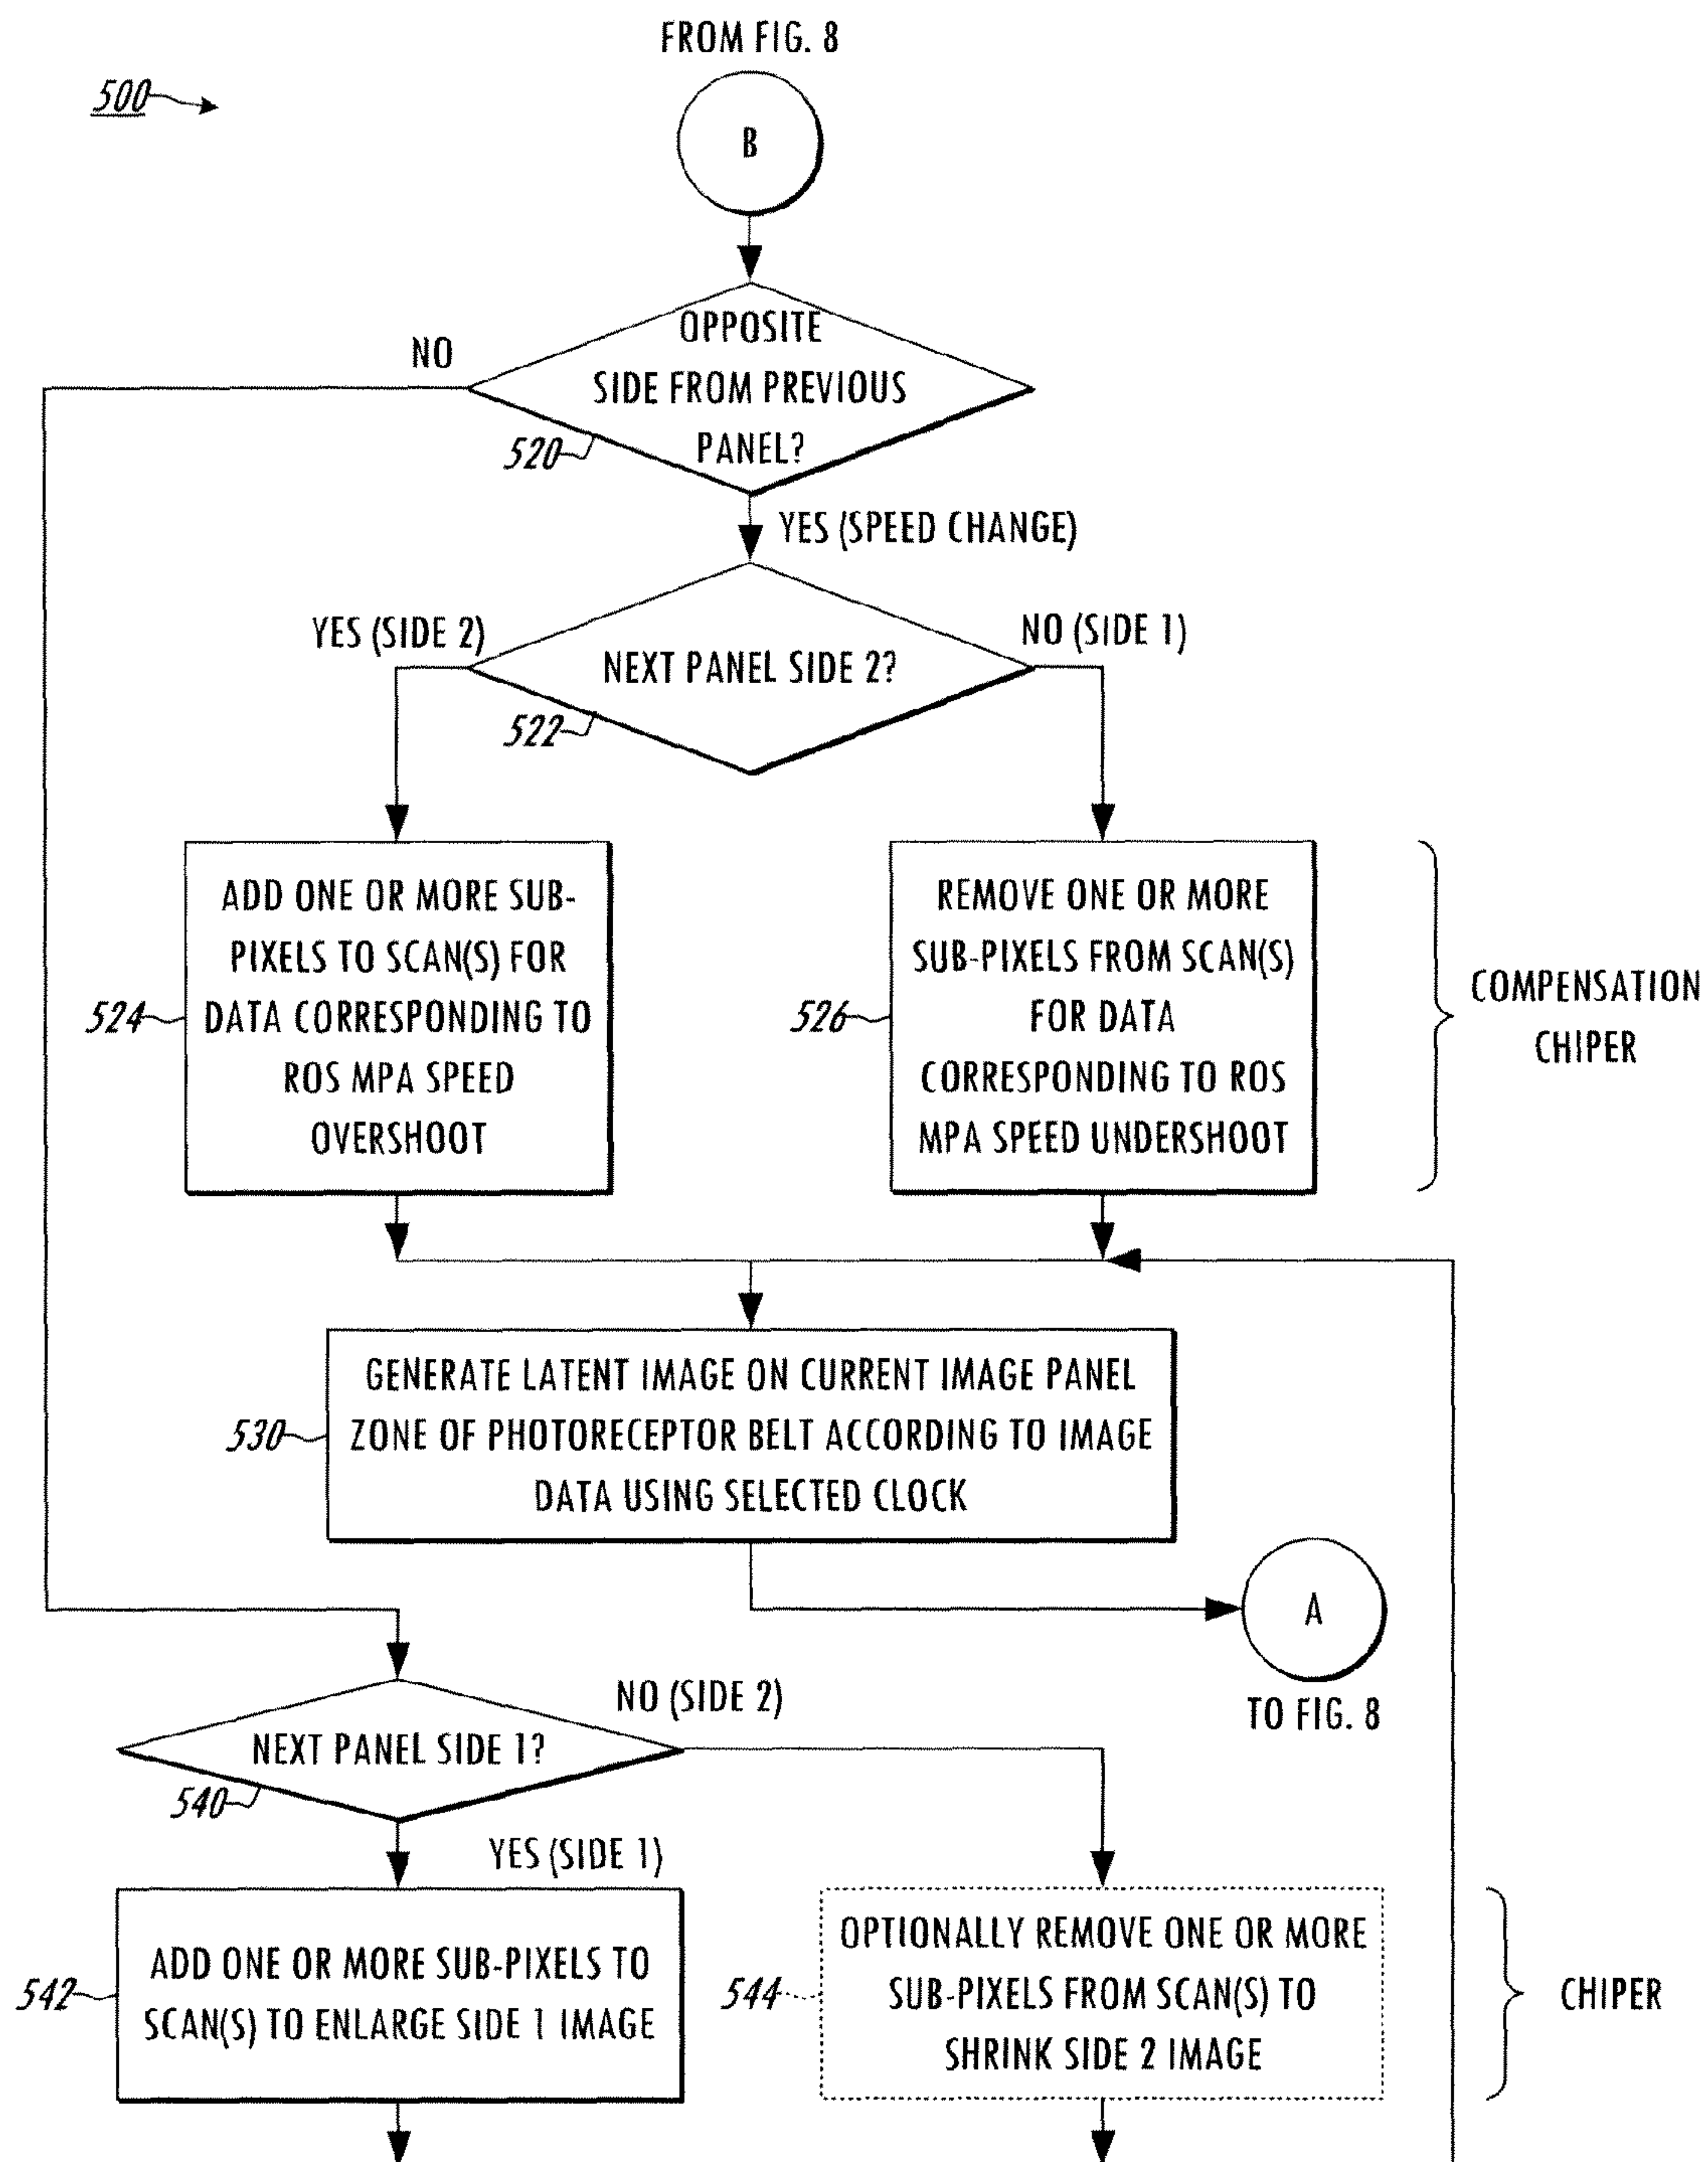 FROM FIG. 8
500
B
OPPOSITE
SIDE FROM PREVIOUS
PANEL?
NO
520
YES (SPEED CHANGE)
YES (SIDE 2)
NO (SIDE 1)
NEXT PANEL SIDE 2?
522
ADD ONE OR MORE SUB-
PIXELS TO SCAN(S) FOR
DATA CORRESPONDING TO
ROS MPA SPEED
OVERSHOOT
524
REMOVE ONE OR MORE
SUB-PIXELS FROM SCAN(S)
FOR DATA
CORRESPONDING TO ROS
MPA SPEED UNDERSHOOT
526
COMPENSATION
CHIPER
GENERATE LATENT IMAGE ON CURRENT IMAGE PANEL
ZONE OF PHOTORECEPTOR BELT ACCORDING TO IMAGE
DATA USING SELECTED CLOCK
530
A
TO FIG. 8
NO (SIDE 2)
NEXT PANEL SIDE 1?
540
YES (SIDE 1)
ADD ONE OR MORE SUB-PIXELS TO
SCAN(S) TO ENLARGE SIDE 1 IMAGE
542
OPTIONALLY REMOVE ONE OR MORE
SUB-PIXELS FROM SCAN(S) TO
SHRINK SIDE 2 IMAGE
544
CHIPER